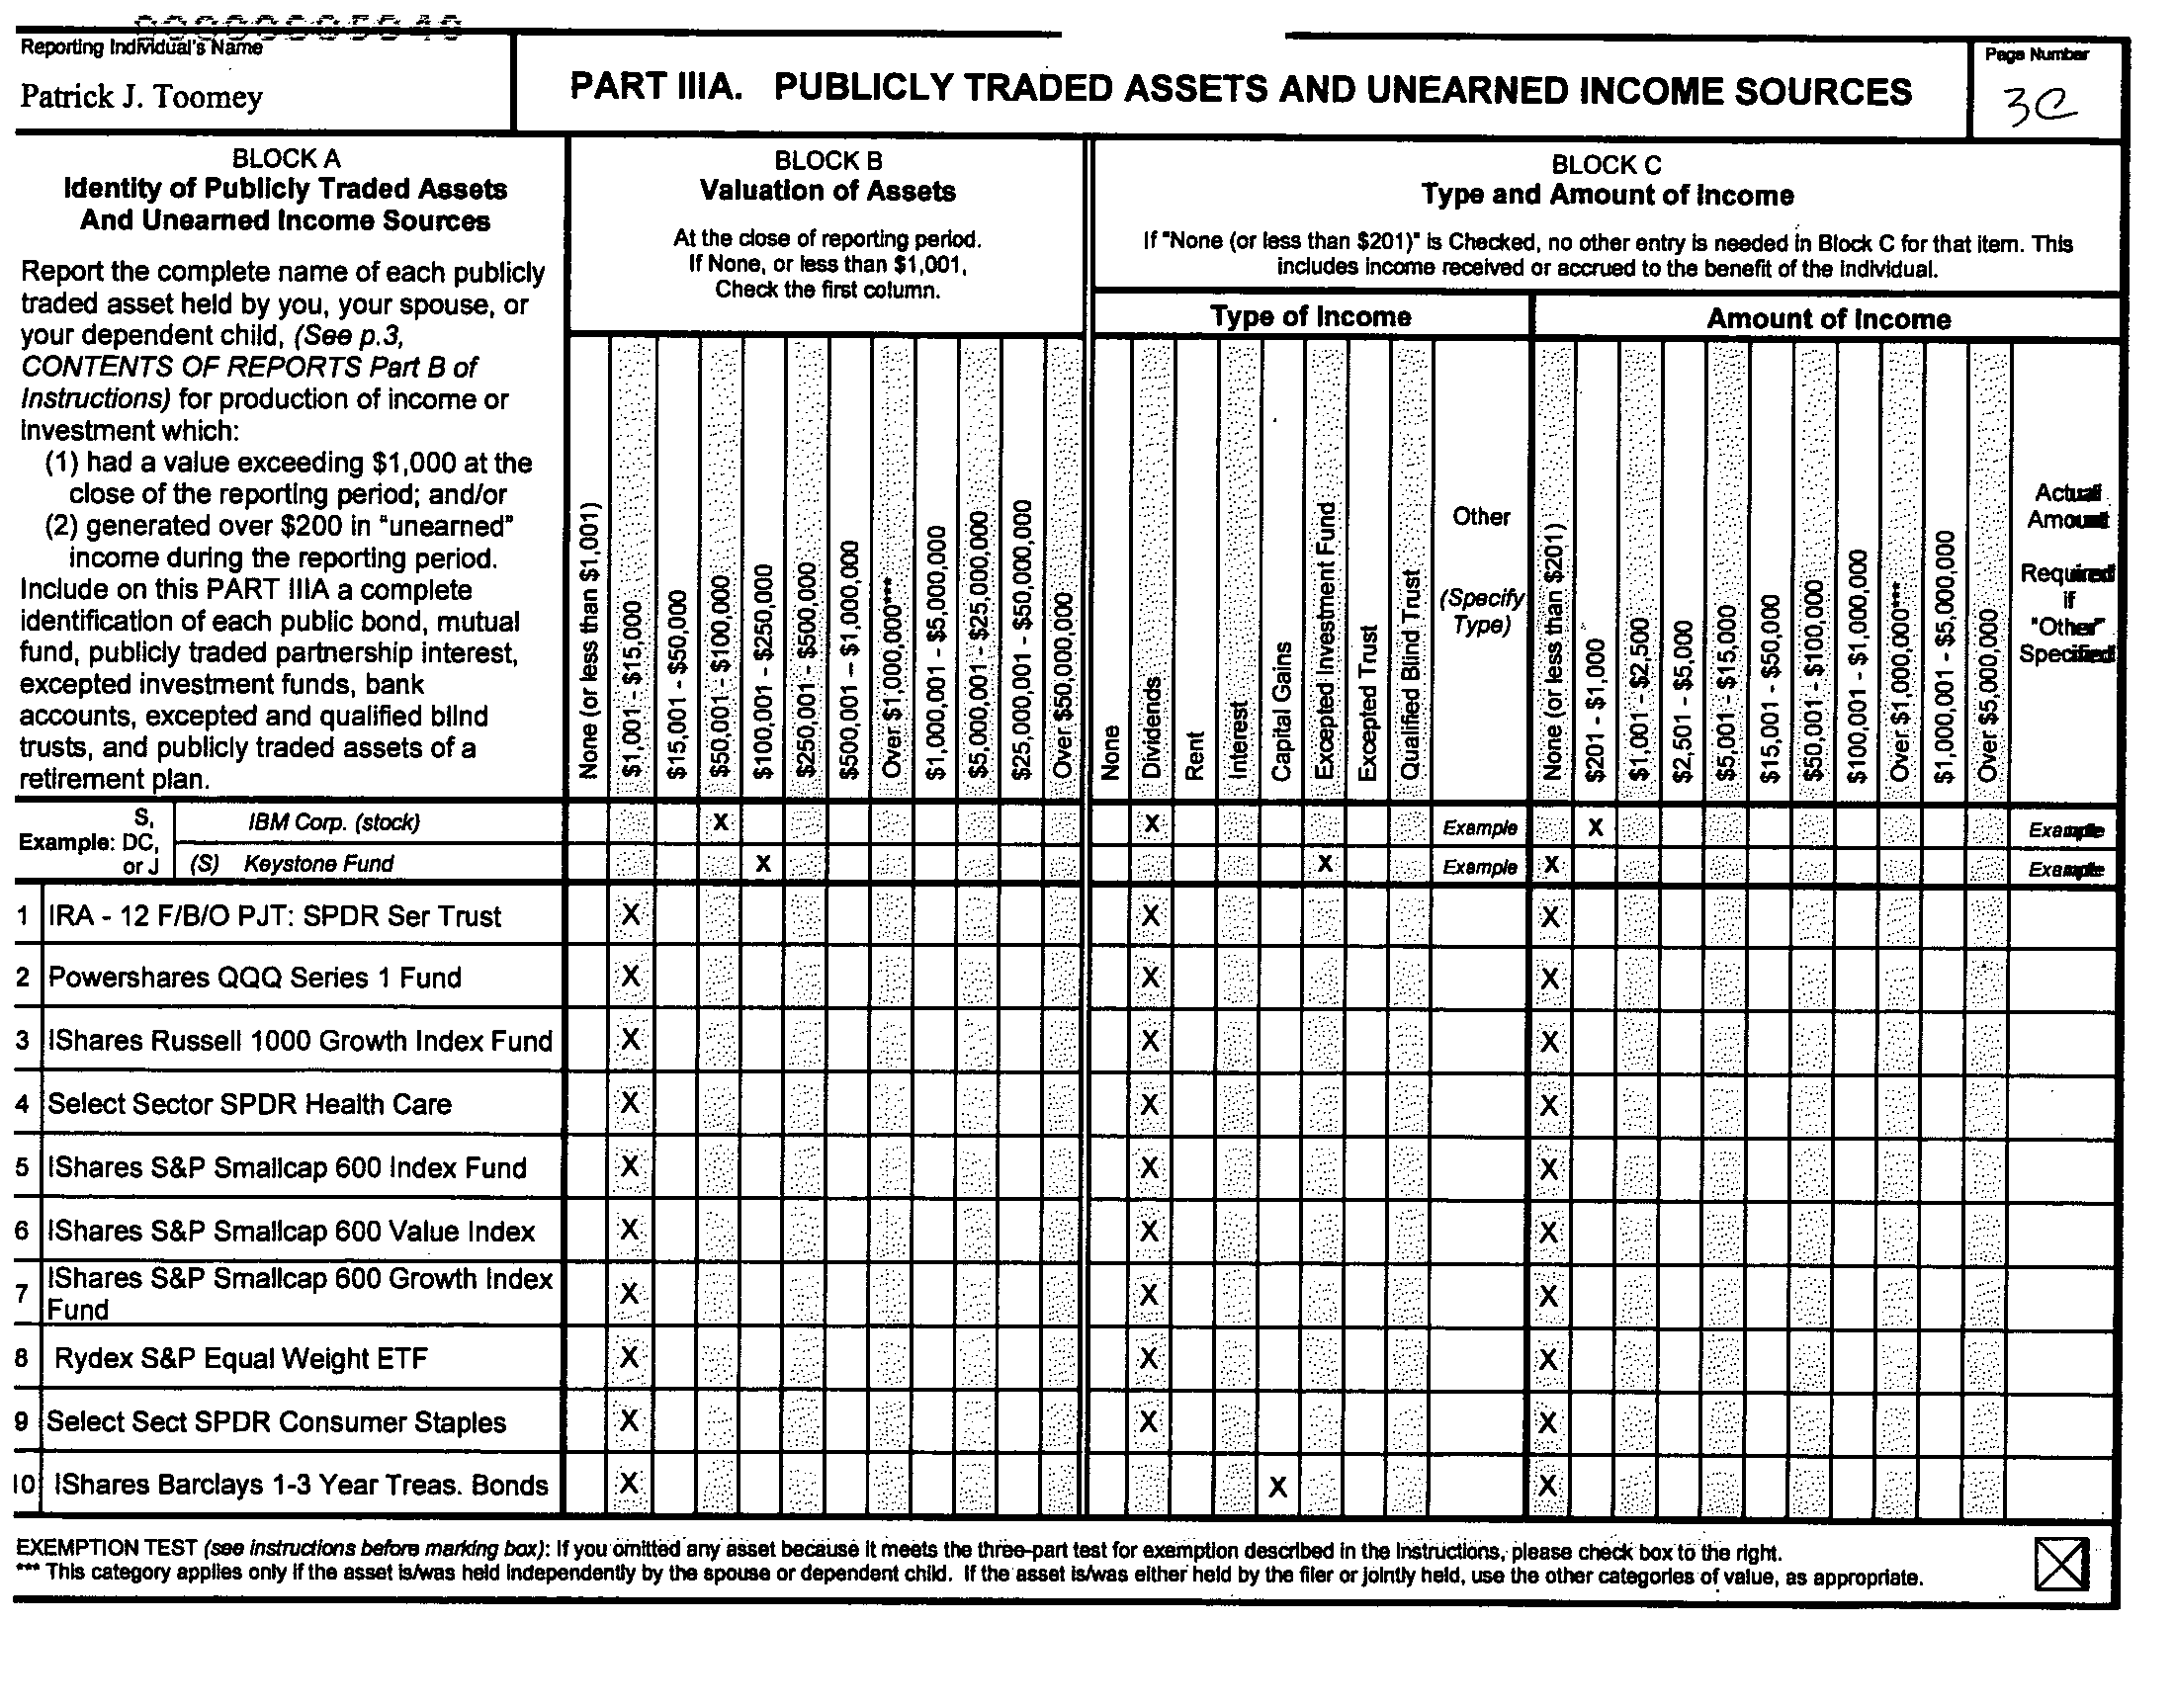 00000005040
Reporting Individual's Name
Patrick J. Toomey
PART IIIA. PUBLICLY TRADED ASSETS AND UNEARNED INCOME SOURCES
Page Number
3C
BLOCK A
Identity of Publicly Traded Assets
And Unearned Income Sources
Report the complete name of each publicly
traded asset held by you, your spouse, or
your dependent child, (See p.3,
CONTENTS OF REPORTS Part B of
Instructions) for production of income or
investment which:
(1) had a value exceeding $1,000 at the
close of the reporting period; and/or
(2) generated over $200 in "unearned"
income during the reporting period.
Include on this PART IIIA a complete
identification of each public bond, mutual
fund, publicly traded partnership interest,
excepted investment funds, bank
accounts, excepted and qualified blind
trusts, and publicly traded assets of a
retirement plan.
BLOCK B
Valuation of Assets
At the close of reporting period.
If None, or less than $1,001,
Check the first column.
None (or less than $1,001)
$1,001 - $15,000
$15,001 - $50,000
$50,001 - $100,000
$100,001 - $250,000
$250,001 - $500,000
$500,001 – $1,000,000
Over $1,000,000***
$1,000,001 - $5,000,000
$5,000,001 - $25,000,000
$25,000,001 - $50,000,000
Over $50,000,000
BLOCK C
Type and Amount of Income
If "None (or less than $201)" is Checked, no other entry is needed in Block C for that item. This
includes income received or accrued to the benefit of the individual.
Type of Income
None
Dividends
Rent
Interest
Capital Gains
Excepted Investment Fund
Excepted Trust
Qualified Blind Trust
Other
(Specify
Type)
Amount of Income
None (or less than $201)
$201 - $1,000
$1,001 - $2,500
$2,501 - $5,000
$5,001 - $15,000
$15,001 - $50,000
$50,001 - $100,000
$100,001 - $1,000,000
Over $1,000,000***
$1,000,001 - $5,000,000
Over $5,000,000
Actual
Amount
Required
if
"Other"
Specified
Example: S, DC, or J
IBM Corp. (stock) X X Example X Example
(S) Keystone Fund X X Example X Example
1 IRA - 12 F/B/O PJT: SPDR Ser Trust X X X
2 Powershares QQQ Series 1 Fund X X X
3 IShares Russell 1000 Growth Index Fund X X X
4 Select Sector SPDR Health Care X X X
5 IShares S&P Smallcap 600 Index Fund X X X
6 IShares S&P Smallcap 600 Value Index X X X
7 IShares S&P Smallcap 600 Growth Index
Fund X X X
8 Rydex S&P Equal Weight ETF X X X
9 Select Sect SPDR Consumer Staples X X X
10 IShares Barclays 1-3 Year Treas. Bonds X X X
EXEMPTION TEST (see instructions before marking box): If you omitted any asset because it meets the three-part test for exemption described in the instructions, please check box to the right.
X
*** This category applies only if the asset is/was held independently by the spouse or dependent child. If the asset is/was either held by the filer or jointly held, use the other categories of value, as appropriate.